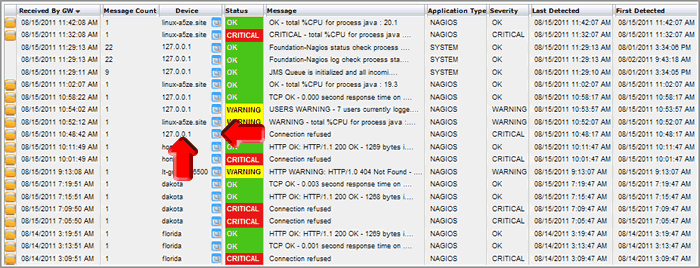 Received By GW Message Count Device Status Message Application Type Severity Last Detected First Detected
08/15/2011 11:42:08 AM 1 linux-a5ze.site OK OK - total %CPU for process java : 20.1 NAGIOS OK 08/15/2011 11:42:07 AM 08/15/2011 11:42:07 AM
08/15/2011 11:28:43 AM 1 linux-a5ze.site CRITICAL CRITICAL - total %CPU for process java .... NAGIOS CRITICAL 08/15/2011 11:28:42 AM 08/15/2011 11:28:42 AM
08/15/2011 11:29:13 AM 22 127.0.0.1 OK Foundation-Nagios status check process .... SYSTEM OK 08/15/2011 11:29:13 AM 08/01/2011 3:34:05 PM
08/15/2011 11:29:13 AM 22 127.0.0.1 OK Foundation-Nagios log check process sta.... SYSTEM OK 08/15/2011 11:29:13 AM 08/02/2011 9:43:18 AM
08/15/2011 11:29:11 AM 9 127.0.0.1 OK JMS Queue is initialized and all incomi.... SYSTEM OK 08/15/2011 11:29:10 AM 08/01/2011 3:34:05 PM
08/15/2011 11:02:07 AM 1 linux-a5ze.site OK OK - total %CPU for process java : 19.3 NAGIOS OK 08/15/2011 11:02:07 AM 08/15/2011 11:02:07 AM
08/15/2011 10:58:42 AM 1 127.0.0.1 OK TCP OK - 0.000 second response time on .... NAGIOS OK 08/15/2011 10:58:42 AM 08/15/2011 10:58:42 AM
08/15/2011 10:54:02 AM 1 127.0.0.1 WARNING USERS WARNING - 7 users currently logge.... NAGIOS WARNING 08/15/2011 10:53:57 AM 08/15/2011 10:53:57 AM
08/15/2011 10:52:12 AM 1 linux-a5ze.site WARNING WARNING - total %CPU for process java :.... NAGIOS WARNING 08/15/2011 10:52:07 AM 08/15/2011 10:52:07 AM
08/15/2011 10:48:42 AM 1 127.0.0.1 Connection refused NAGIOS CRITICAL 08/15/2011 10:48:42 AM 08/15/2011 10:48:17 AM
08/15/2011 10:11:49 AM 1 OK HTTP OK: HTTP/1.1 200 OK - 1269 bytes i.... NAGIOS OK 08/15/2011 10:11:47 AM 08/15/2011 10:11:47 AM
08/15/2011 10:01:49 AM 1 CRITICAL Connection refused NAGIOS CRITICAL 08/15/2011 10:01:47 AM 08/15/2011 10:01:47 AM
08/15/2011 9:13:08 AM 1 WARNING HTTP WARNING: HTTP/1.0 404 Not Found - .... NAGIOS WARNING 08/15/2011 9:13:07 AM 08/15/2011 9:13:07 AM
08/15/2011 7:19:51 AM 1 dakota OK TCP OK - 0.003 second response time on .... NAGIOS OK 08/15/2011 7:19:47 AM 08/15/2011 7:19:47 AM
08/15/2011 7:15:51 AM 1 dakota OK HTTP OK: HTTP/1.1 200 OK - 1269 bytes i.... NAGIOS OK 08/15/2011 7:15:47 AM 08/15/2011 7:15:47 AM
08/15/2011 7:09:50 AM 1 dakota CRITICAL Connection refused NAGIOS CRITICAL 08/15/2011 7:09:47 AM 08/15/2011 7:09:47 AM
08/15/2011 7:05:50 AM 1 dakota CRITICAL Connection refused NAGIOS CRITICAL 08/15/2011 7:05:47 AM 08/15/2011 7:05:47 AM
08/14/2011 3:19:51 AM 1 florida OK HTTP OK: HTTP/1.1 200 OK - 1269 bytes i.... NAGIOS OK 08/14/2011 3:19:47 AM 08/14/2011 3:19:47 AM
08/14/2011 3:13:51 AM 1 florida OK TCP OK - 0.001 second response time on .... NAGIOS OK 08/14/2011 3:13:47 AM 08/14/2011 3:13:47 AM
08/14/2011 3:09:51 AM 1 florida CRITICAL Connection refused NAGIOS CRITICAL 08/14/2011 3:09:47 AM 08/14/2011 3:09:47 AM